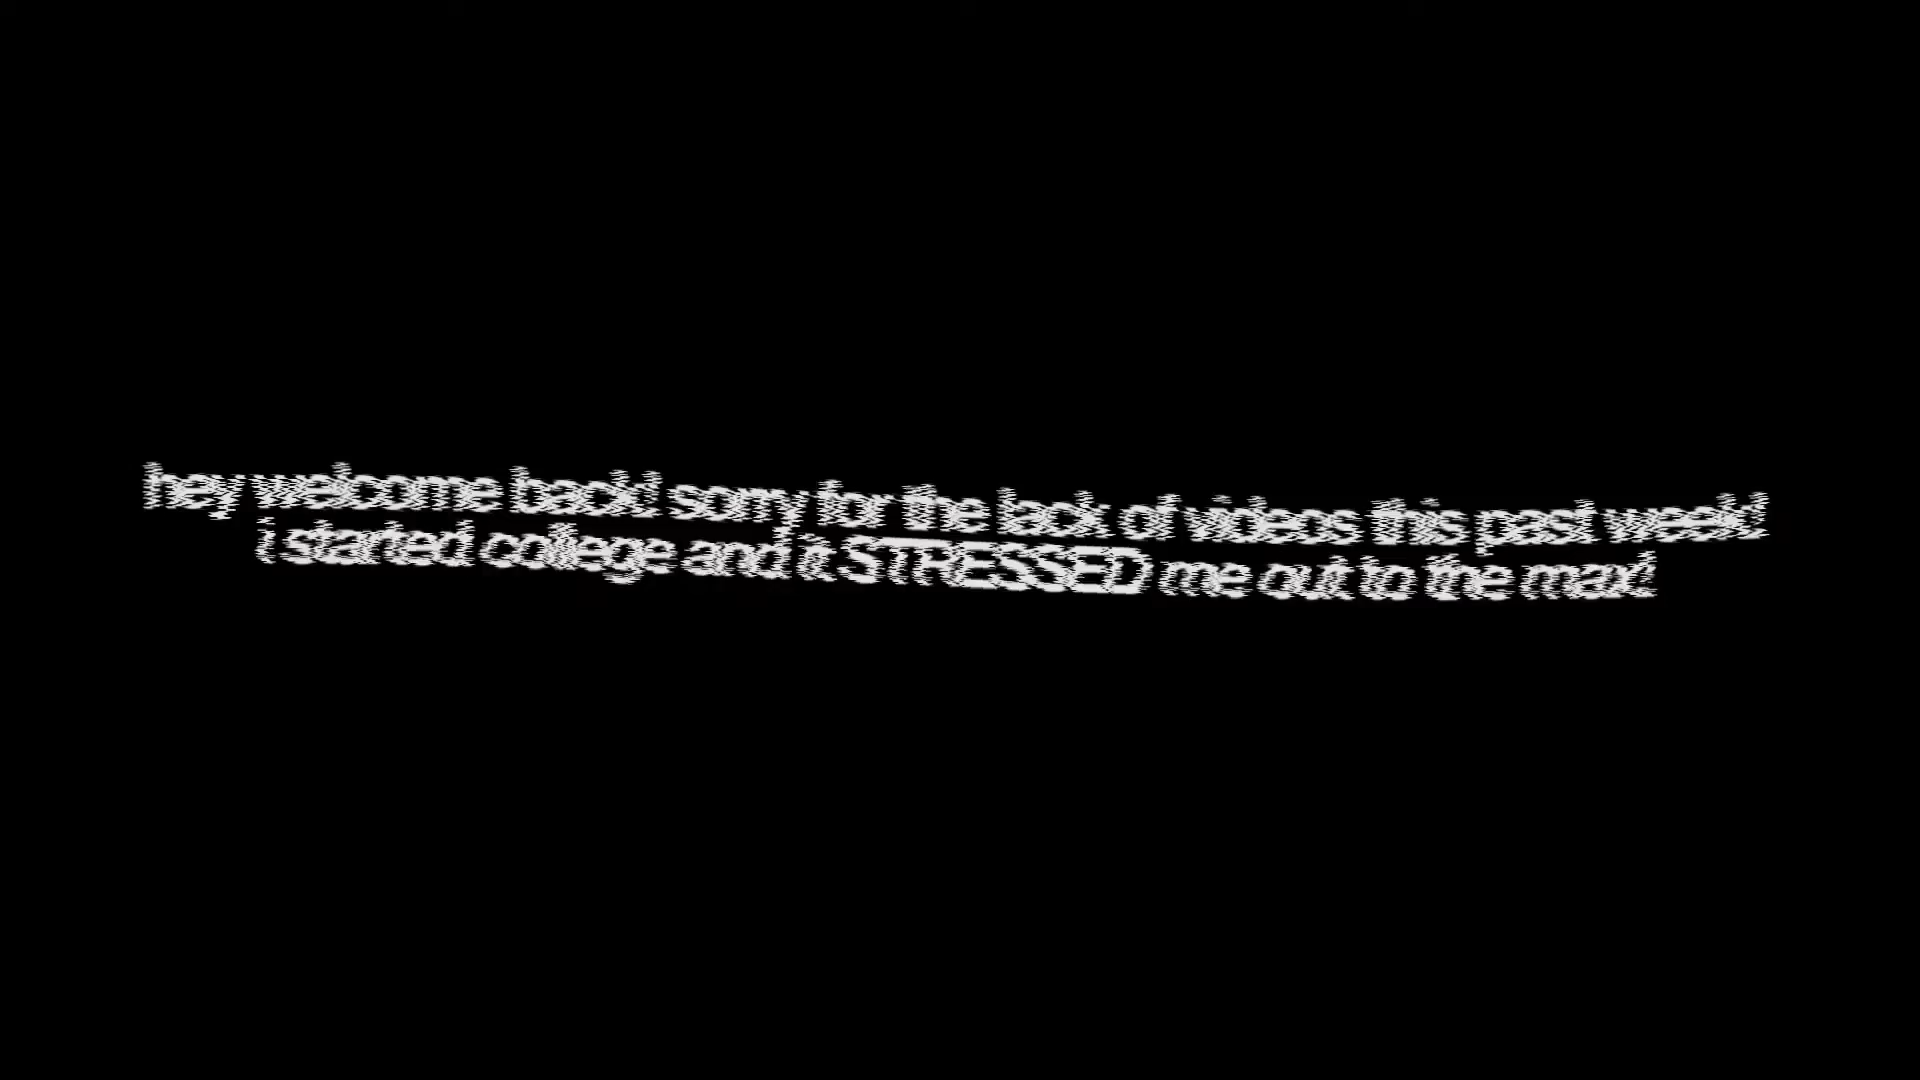 hey welcome back! sorry for the lack of videos this past week!
i started college and it STRESSED me out to the max!